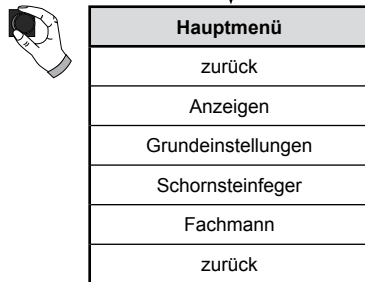 Hauptmenü
zurück
Anzeigen
Grundeinstellungen
Schornsteinfeger
Fachmann
zurück